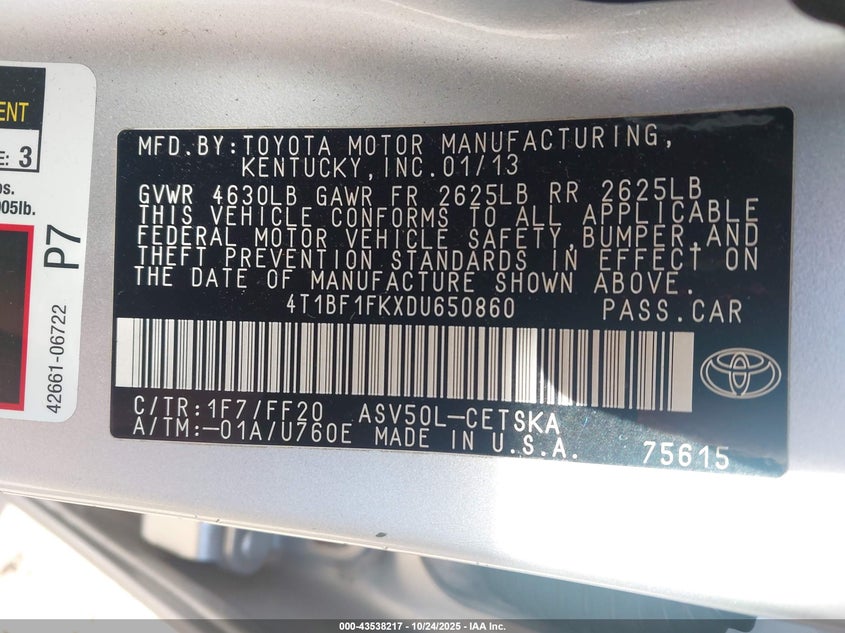 ENT
E: 3
os.
005lb.
P7
42661-06722
MFD.BY:TOYOTA MOTOR MANUFACTURING,
KENTUCKY,INC.01/13
GVWR 4630LB GAWR FR 2625LB RR 2625LB
THIS VEHICLE CONFORMS TO ALL APPLICABLE
FEDERAL MOTOR VEHICLE SAFETY,BUMPER,AND
THEFT PREVENTION STANDARDS IN EFFECT ON
THE DATE OF MANUFACTURE SHOWN ABOVE.
4T1BF1FKXDU650860 PASS.CAR
C/TR:1F7/FF20 ASV50L-CETSKA
A/TM:-01A/U760E MADE IN U.S.A. 75615
000-43538217 - 10/24/2025 - IAA Inc.